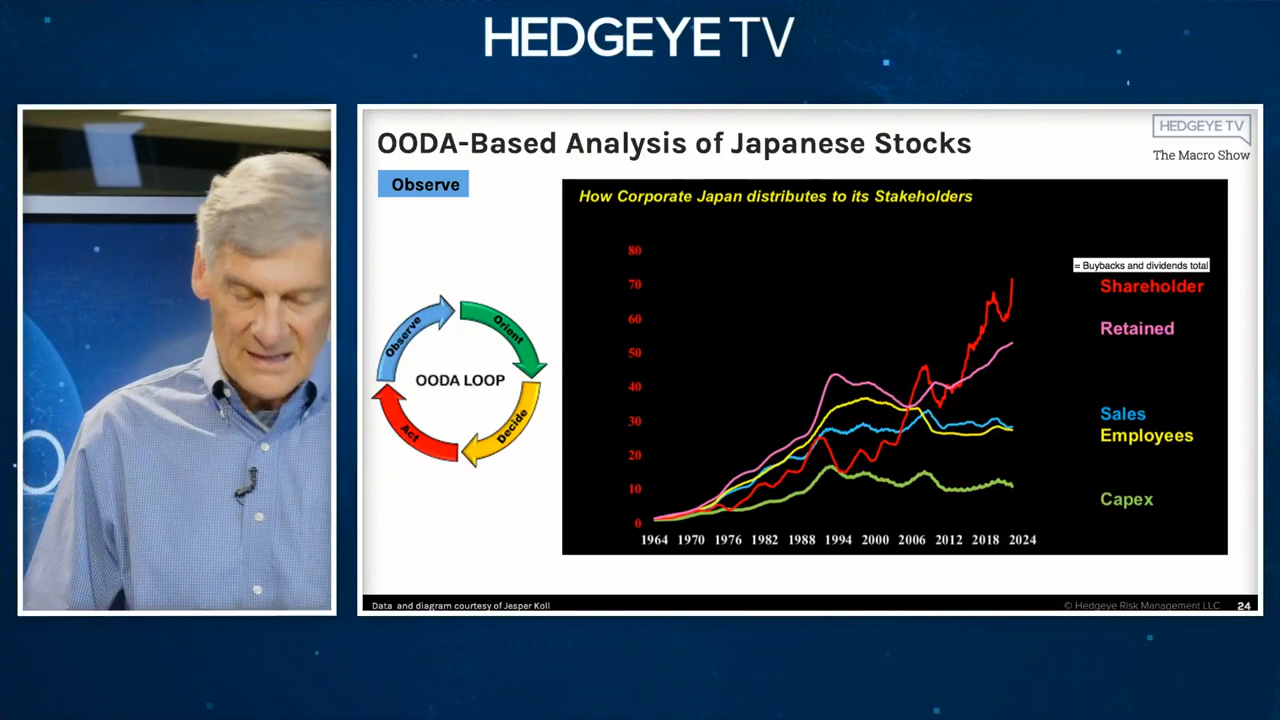 HEDGEYE TV
OODA-Based Analysis of Japanese Stocks
HEDGEYE TV
The Macro Show
Observe
How Corporate Japan distributes to its Stakeholders
80
70
60
50
40
30
20
10
0
1964 1970 1976 1982 1988 1994 2000 2006 2012 2018 2024
= Buybacks and dividends total
Shareholder
Retained
Sales
Employees
Capex
Observe
Orient
OODA LOOP
Decide
Act
Data and diagram courtesy of Jesper Koll
© Hedgeye Risk Management LLC
24